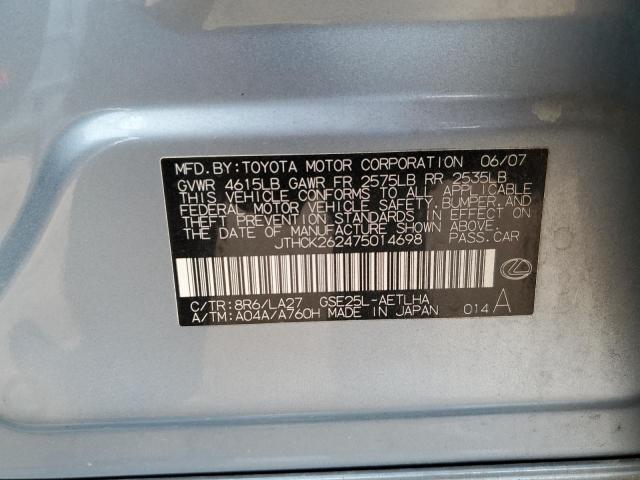 MFD.BY:TOYOTA MOTOR CORPORATION 06/07
GVWR 4615LB GAWR FR 2575LB RR 2535LB
THIS VEHICLE CONFORMS TO ALL APPLICABLE
FEDERAL MOTOR VEHICLE SAFETY,BUMPER,AND
THEFT PREVENTION STANDARDS IN EFFECT ON
THE DATE OF MANUFACTURE SHOWN ABOVE.
JTHCK262475014698 PASS.CAR
C/TR:8R6/LA27 GSE25L-AETLHA
A/TM:A04A/A760H MADE IN JAPAN 014 A